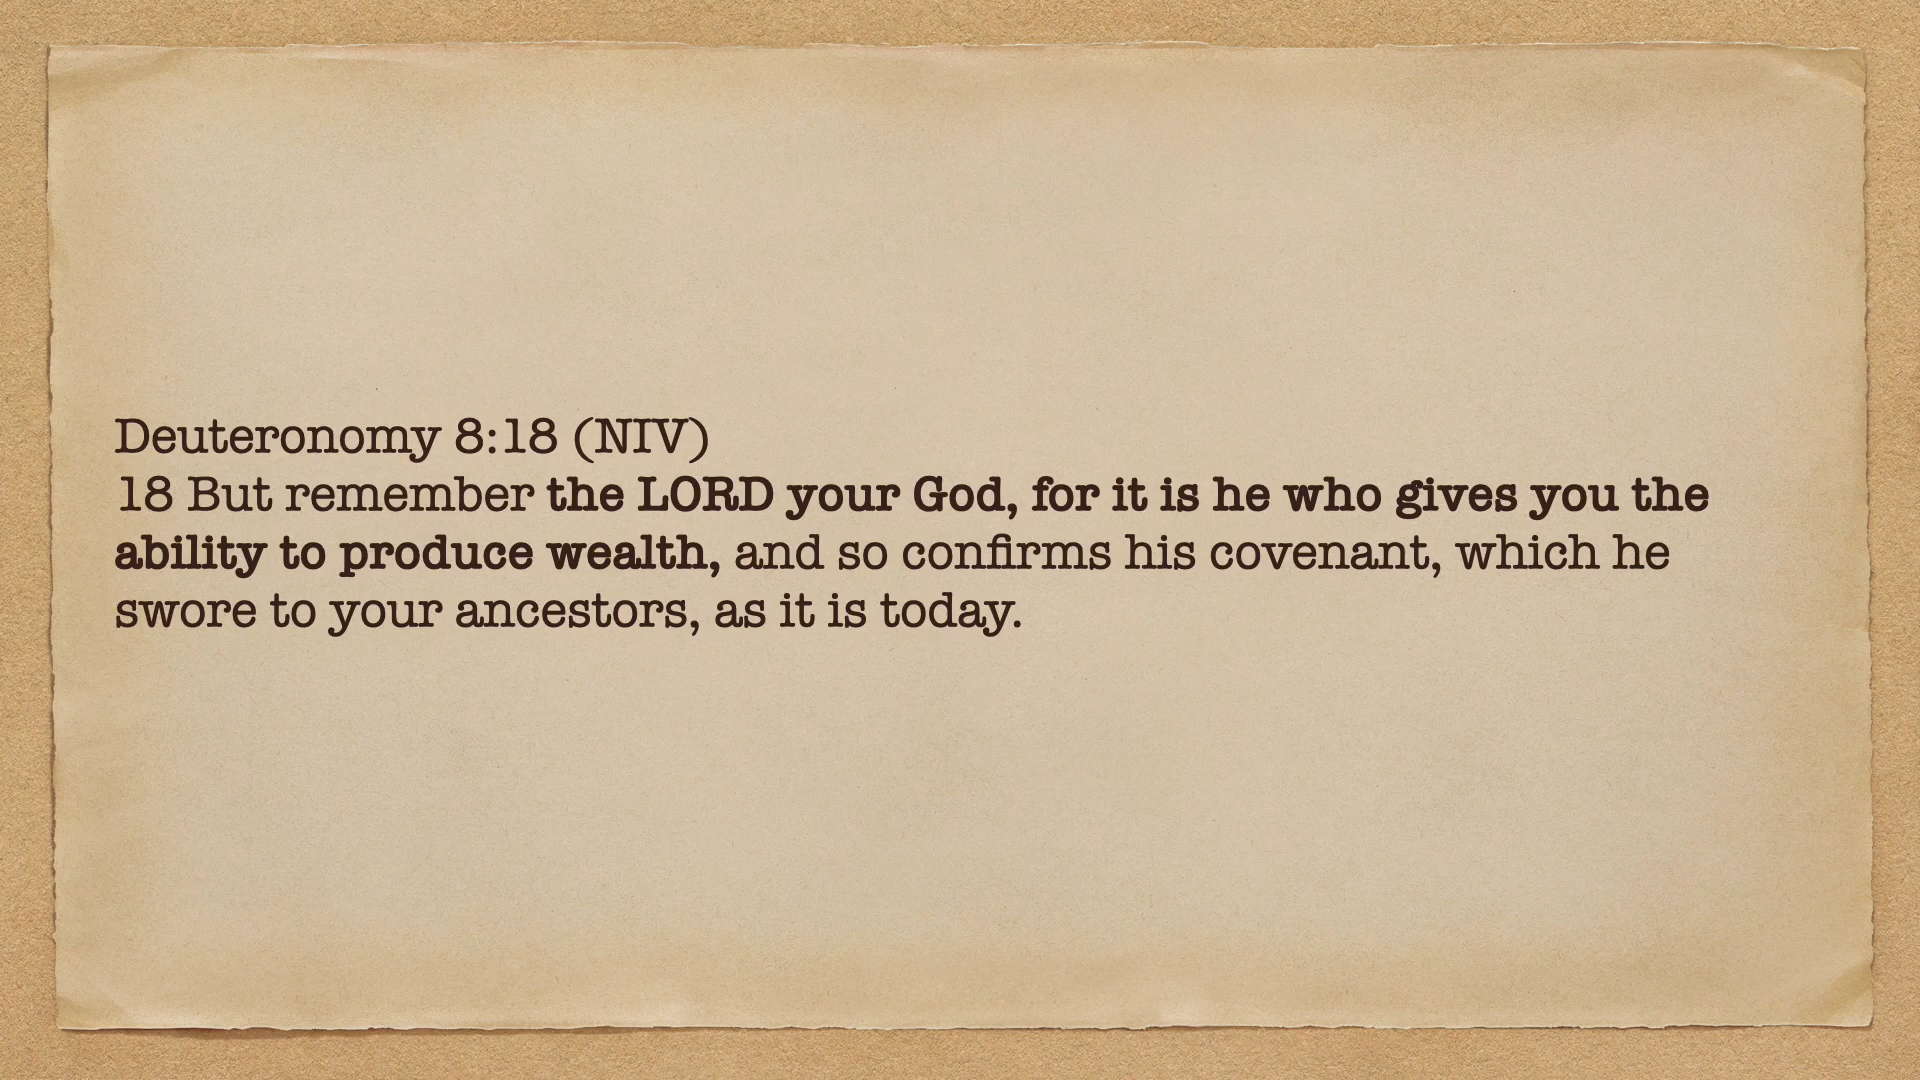 Deuteronomy 8:18 (NIV)
18 But remember the LORD your God, for it is he who gives you the
ability to produce wealth, and so confirms his covenant, which he
swore to your ancestors, as it is today.